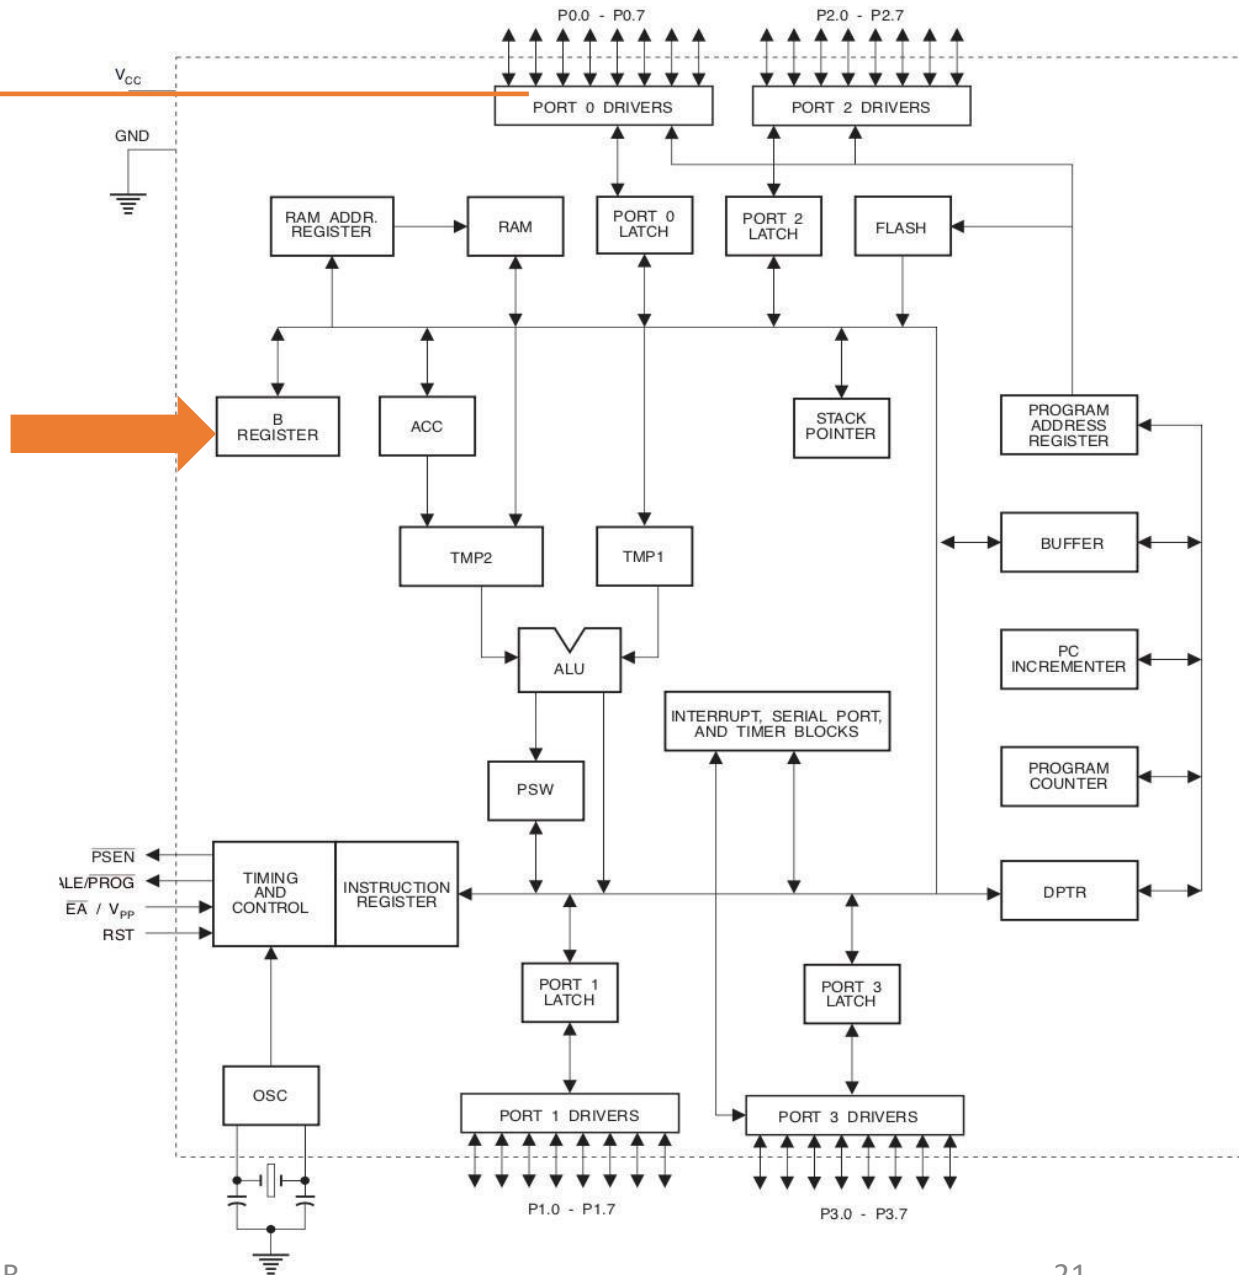 P0.0 - P0.7
P2.0 - P2.7
VCC
PORT 0 DRIVERS
PORT 2 DRIVERS
GND
RAM ADDR.
REGISTER
RAM
PORT 0
LATCH
PORT 2
LATCH
FLASH
B
REGISTER
ACC
STACK
POINTER
PROGRAM
ADDRESS
REGISTER
TMP2
TMP1
BUFFER
ALU
PC
INCREMENTER
INTERRUPT, SERIAL PORT,
AND TIMER BLOCKS
PSW
PROGRAM
COUNTER
PSEN
ALE/PROG
EA / VPP
RST
TIMING
AND
CONTROL
INSTRUCTION
REGISTER
DPTR
PORT 1
LATCH
PORT 3
LATCH
OSC
PORT 1 DRIVERS
PORT 3 DRIVERS
P1.0 - P1.7
P3.0 - P3.7